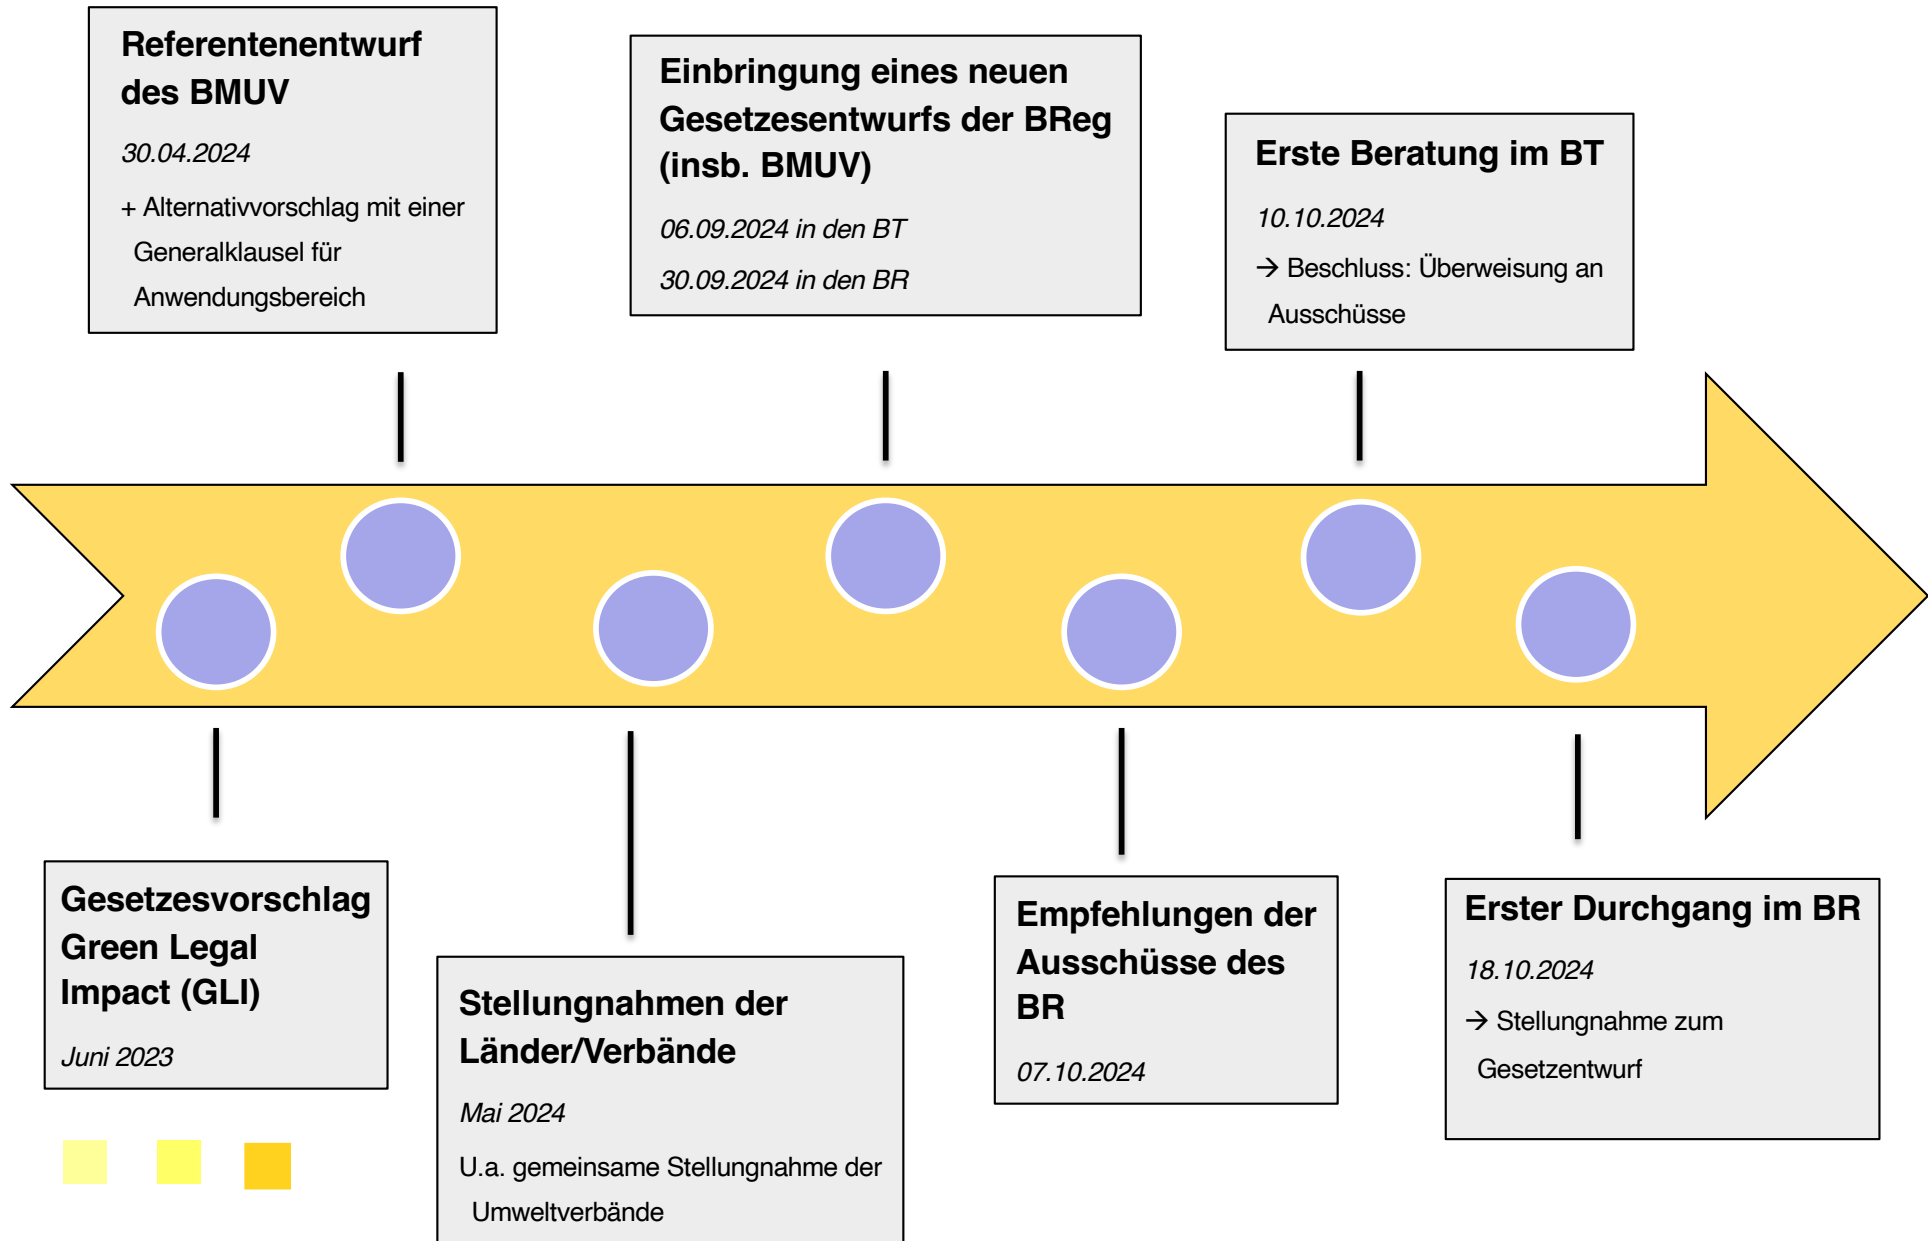 Referentenentwurf
des BMUV
30.04.2024
+ Alternativvorschlag mit einer
Generalklausel für
Anwendungsbereich
Einbringung eines neuen
Gesetzesentwurfs der BReg
(insb. BMUV)
06.09.2024 in den BT
30.09.2024 in den BR
Erste Beratung im BT
10.10.2024
→ Beschluss: Überweisung an
Ausschüsse
Gesetzesvorschlag
Green Legal
Impact (GLI)
Juni 2023
Stellungnahmen der
Länder/Verbände
Mai 2024
U.a. gemeinsame Stellungnahme der
Umweltverbände
Empfehlungen der
Ausschüsse des
BR
07.10.2024
Erster Durchgang im BR
18.10.2024
→ Stellungnahme zum
Gesetzentwurf